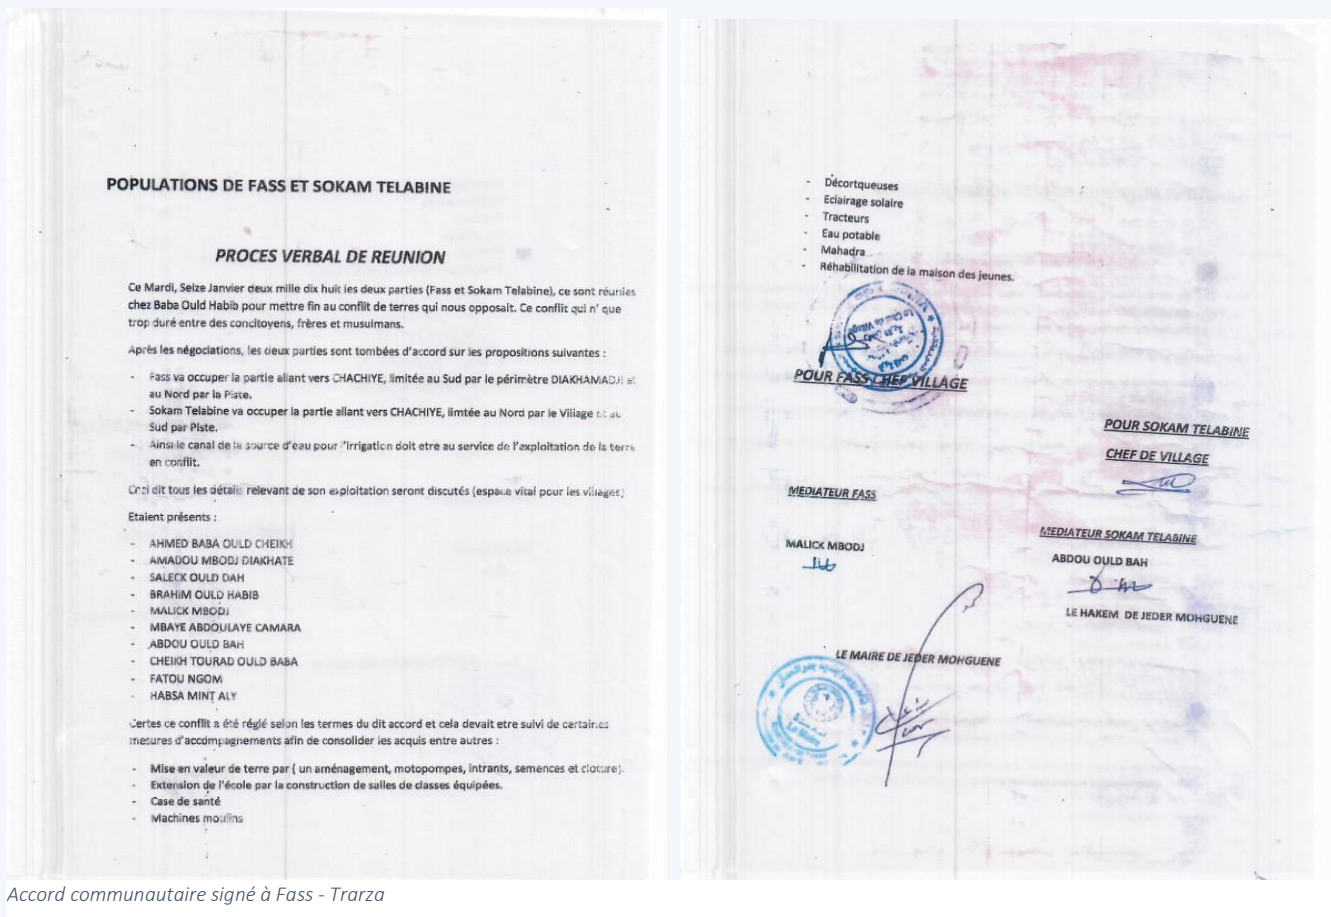 POPULATIONS DE FASS ET SOKAM TELABINE
PROCES VERBAL DE REUNION
Ce Mardi, Seize Janvier deux mille dix huit les deux parties (Fass et Sokam Telabine), ce sont réunies
chez Baba Ould Habib pour mettre fin au conflit de terres qui nous opposait. Ce conflit qui n' que
trop duré entre des concitoyens, frères et musulmans.
Après les négociations, les deux parties sont tombées d'accord sur les propositions suivantes :
- Fass va occuper la partie allant vers CHACHIYE, limitée au Sud par le périmètre DIAKHAMADJI et
au Nord par la Piste.
- Sokam Telabine va occuper la partie allant vers CHACHIYE, limtée au Nord par le Village et au
Sud par Piste.
- Ainsi le canal de la source d'eau pour l'irrigation doit etre au service de l'exploitation de la terre
en conflit.
Ceci dit tous les détails relevant de son exploitation seront discutés (espace vital pour les villages)
Etaient présents :
- AHMED BABA OULD CHEIKH
- AMADOU MBODJ DIAKHATE
- SALECK OULD DAH
- BRAHIM OULD HABIB
- MALICK MBODJ
- MBAYE ABDOULAYE CAMARA
- ABDOU OULD BAH
- CHEIKH TOURAD OULD BABA
- FATOU NGOM
- HABSA MINT ALY
Certes ce conflit a été réglé selon les termes du dit accord et cela devait etre suivi de certaines
mesures d'accompagnements afin de consolider les acquis entre autres :
- Mise en valeur de terre par ( un aménagement, motopompes, intrants, semences et cloture).
- Extension de l'école par la construction de salles de classes équipées.
- Case de santé
- Machines moulins
- Décortqueuses
- Eclairage solaire
- Tracteurs
- Eau potable
- Mahadra
- Réhabilitation de la maison des jeunes.
Le Chef de Village
POUR FASS CHEF VILLAGE
POUR SOKAM TELABINE
CHEF DE VILLAGE
MEDIATEUR FASS
MEDIATEUR SOKAM TELABINE
MALICK MBODJ
ABDOU OULD BAH
LE HAKEM DE JEDER MOHGUENE
LE MAIRE DE JEDER MOHGUENE
Le Maire
Accord communautaire signé à Fass - Trarza